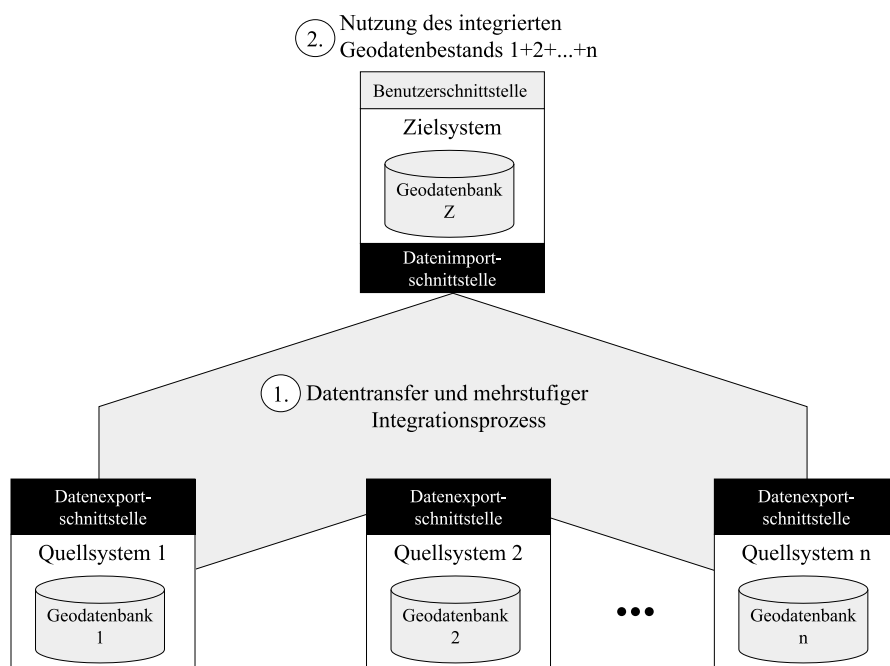 2. Nutzung des integrierten
Geodatenbestands 1+2+...+n
Benutzerschnittstelle
Zielsystem
Geodatenbank
Z
Datenimport-
schnittstelle
1. Datentransfer und mehrstufiger
Integrationsprozess
Datenexport-
schnittstelle
Quellsystem 1
Geodatenbank
1
Datenexport-
schnittstelle
Quellsystem 2
Geodatenbank
2
•••
Datenexport-
schnittstelle
Quellsystem n
Geodatenbank
n